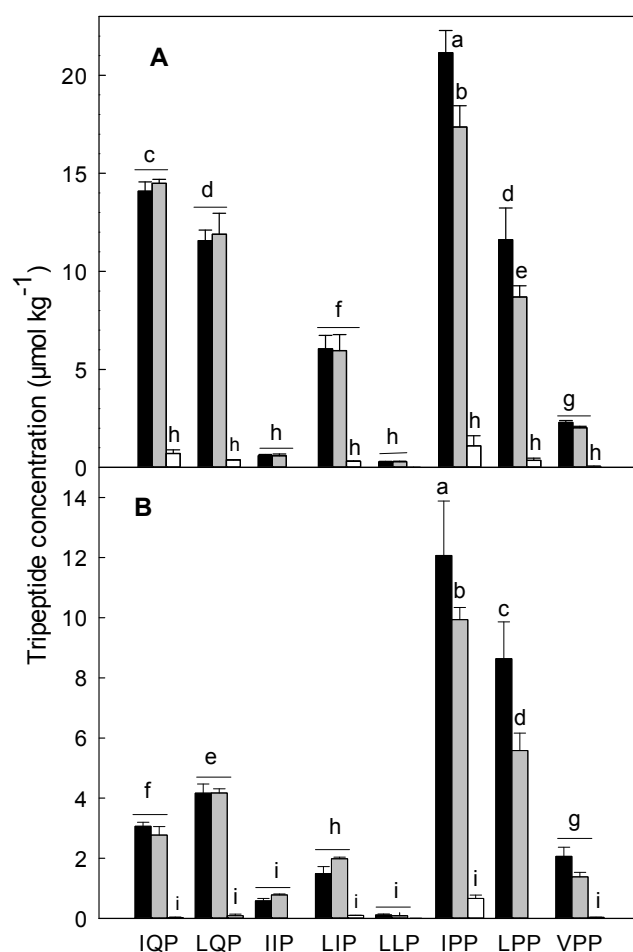 A
a
b
c
d
d
e
f
g
h
h
h
h
h
h
h
h
20
15
10
5
0
Tripeptide concentration (µmol kg-1)
B
a
b
c
d
e
f
g
h
i
i
i
i
i
i
i
14
12
10
8
6
4
2
0
IQP LQP IIP LIP LLP IPP LPP VPP